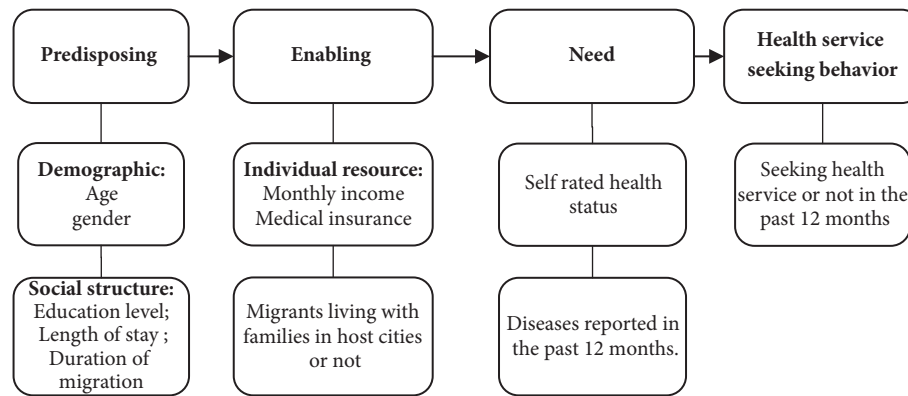 Predisposing
Enabling
Need
Health service
seeking behavior
Demographic:
Age
gender
Individual resource:
Monthly income
Medical insurance
Self rated health
status
Seeking health
service or not in the
past 12 months
Social structure:
Education level;
Length of stay ;
Duration of
migration
Migrants living with
families in host cities
or not
Diseases reported in
the past 12 months.